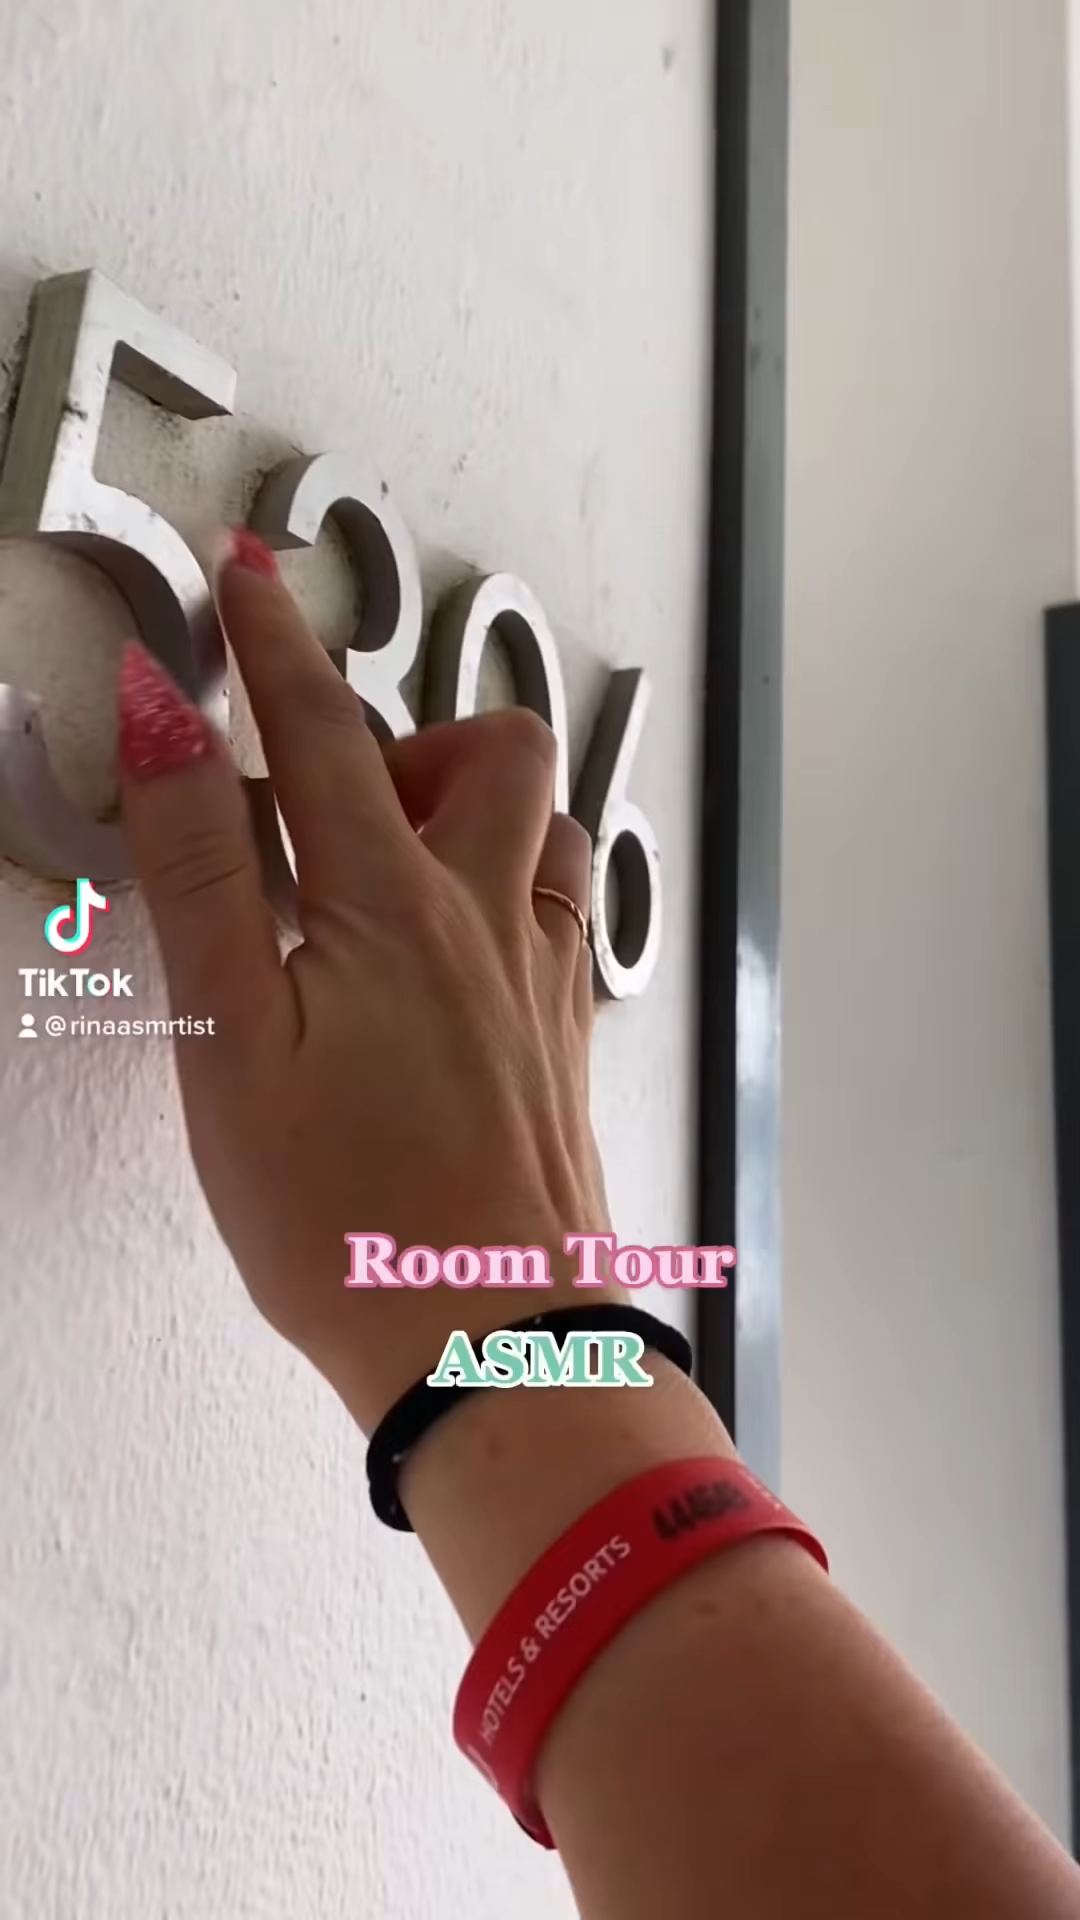 5306
TikTok
@rinaasmrtist
Room Tour
ASMR
HOTELS & RESORTS